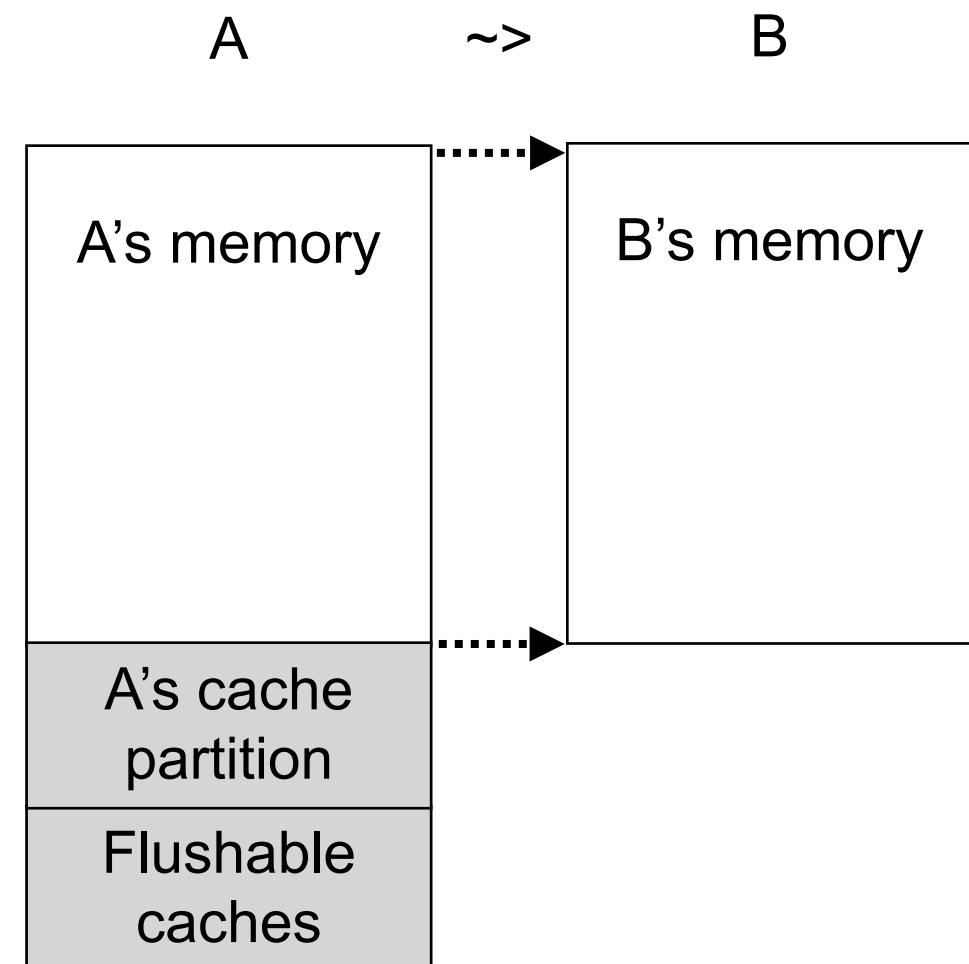 A ~> B
A’s memory
B’s memory
A’s cache
partition
Flushable
caches